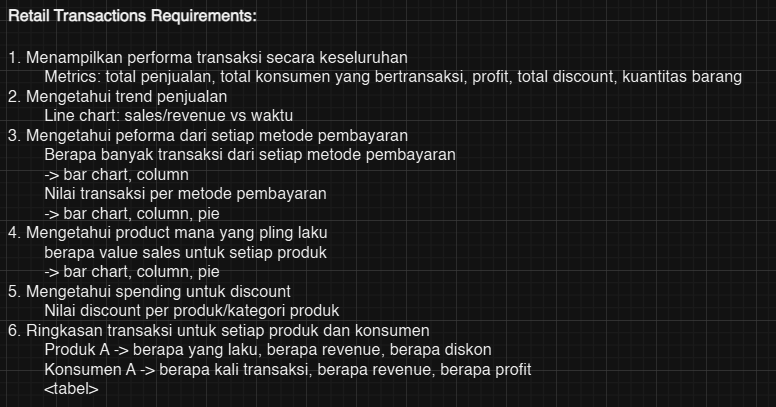 Retail Transactions Requirements:
1. Menampilkan performa transaksi secara keseluruhan
Metrics: total penjualan, total konsumen yang bertransaksi, profit, total discount, kuantitas barang
2. Mengetahui trend penjualan
Line chart: sales/revenue vs waktu
3. Mengetahui peforma dari setiap metode pembayaran
Berapa banyak transaksi dari setiap metode pembayaran
-> bar chart, column
Nilai transaksi per metode pembayaran
-> bar chart, column, pie
4. Mengetahui product mana yang pling laku
berapa value sales untuk setiap produk
-> bar chart, column, pie
5. Mengetahui spending untuk discount
Nilai discount per produk/kategori produk
6. Ringkasan transaksi untuk setiap produk dan konsumen
Produk A -> berapa yang laku, berapa revenue, berapa diskon
Konsumen A -> berapa kali transaksi, berapa revenue, berapa profit
<tabel>